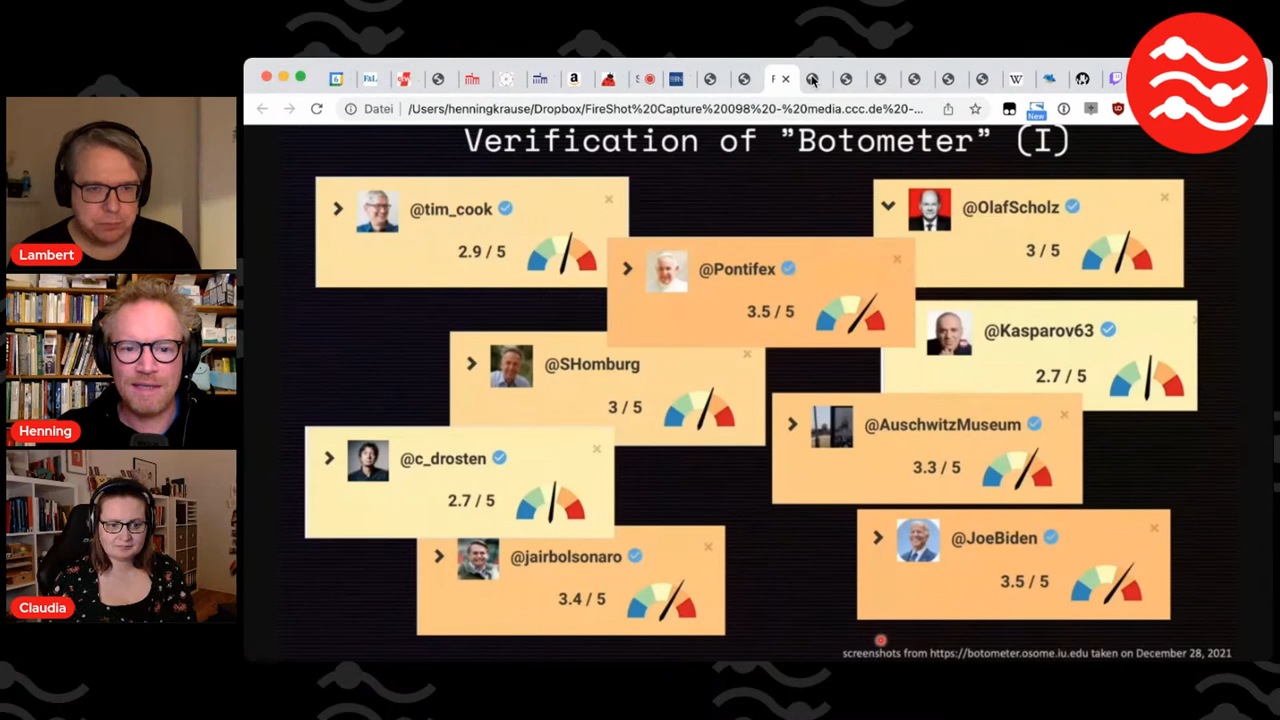 6
F&L
New
Datei
/Users/henningkrause/Dropbox/FireShot%20Capture%20098%20-%20media.ccc.de%20-...
Verification of "Botometer" (I)
@tim_cook
2.9 / 5
@OlafScholz
3 / 5
@Pontifex
3.5 / 5
@Kasparov63
2.7 / 5
@SHomburg
3 / 5
@AuschwitzMuseum
3.3 / 5
@c_drosten
2.7 / 5
@jairbolsonaro
3.4 / 5
@JoeBiden
3.5 / 5
screenshots from https://botometer.osome.iu.edu taken on December 28, 2021
Lambert
Henning
Claudia